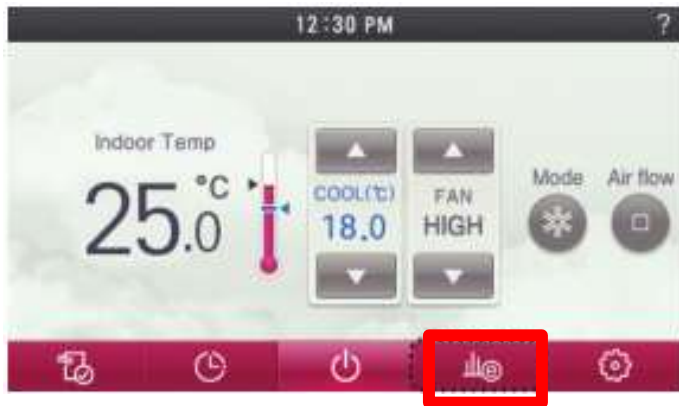 12:30 PM
?
Indoor Temp
25.0 °C
COOL(℃)
18.0
FAN
HIGH
Mode
Air flow